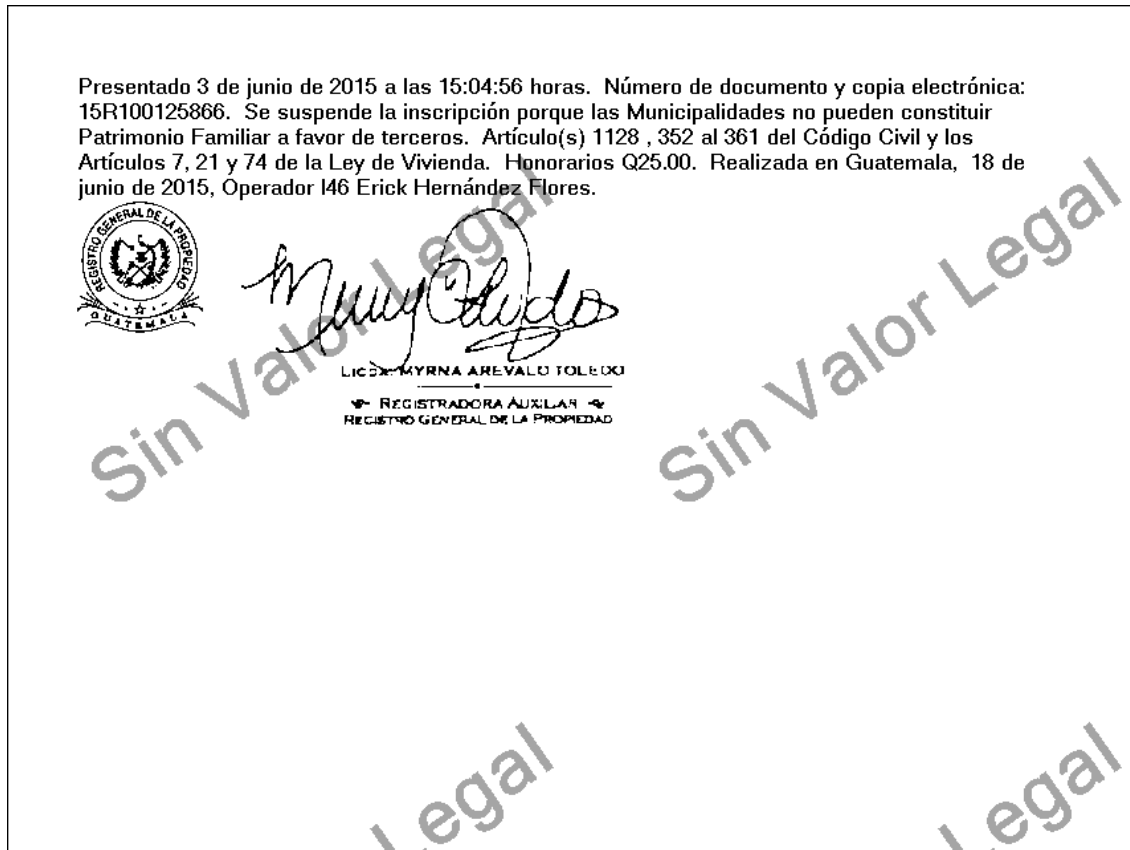 Presentado 3 de junio de 2015 a las 15:04:56 horas.  Número de documento y copia electrónica:
15R100125866.  Se suspende la inscripción porque las Municipalidades no pueden constituir
Patrimonio Familiar a favor de terceros.  Artículo(s) 1128 , 352 al 361 del Código Civil y los
Artículos 7, 21 y 74 de la Ley de Vivienda.  Honorarios Q25.00.  Realizada en Guatemala,  18 de
junio de 2015, Operador I46 Erick Hernández Flores.
REGISTRO GENERAL DE LA PROPIEDAD
GUATEMALA
MYRNA AREVALO TOLEDO
REGISTRADORA AUXILAR
REGISTRO GENERAL DE LA PROPIEDAD
Sin Valor Legal
Sin Valor Legal
Legal
Legal